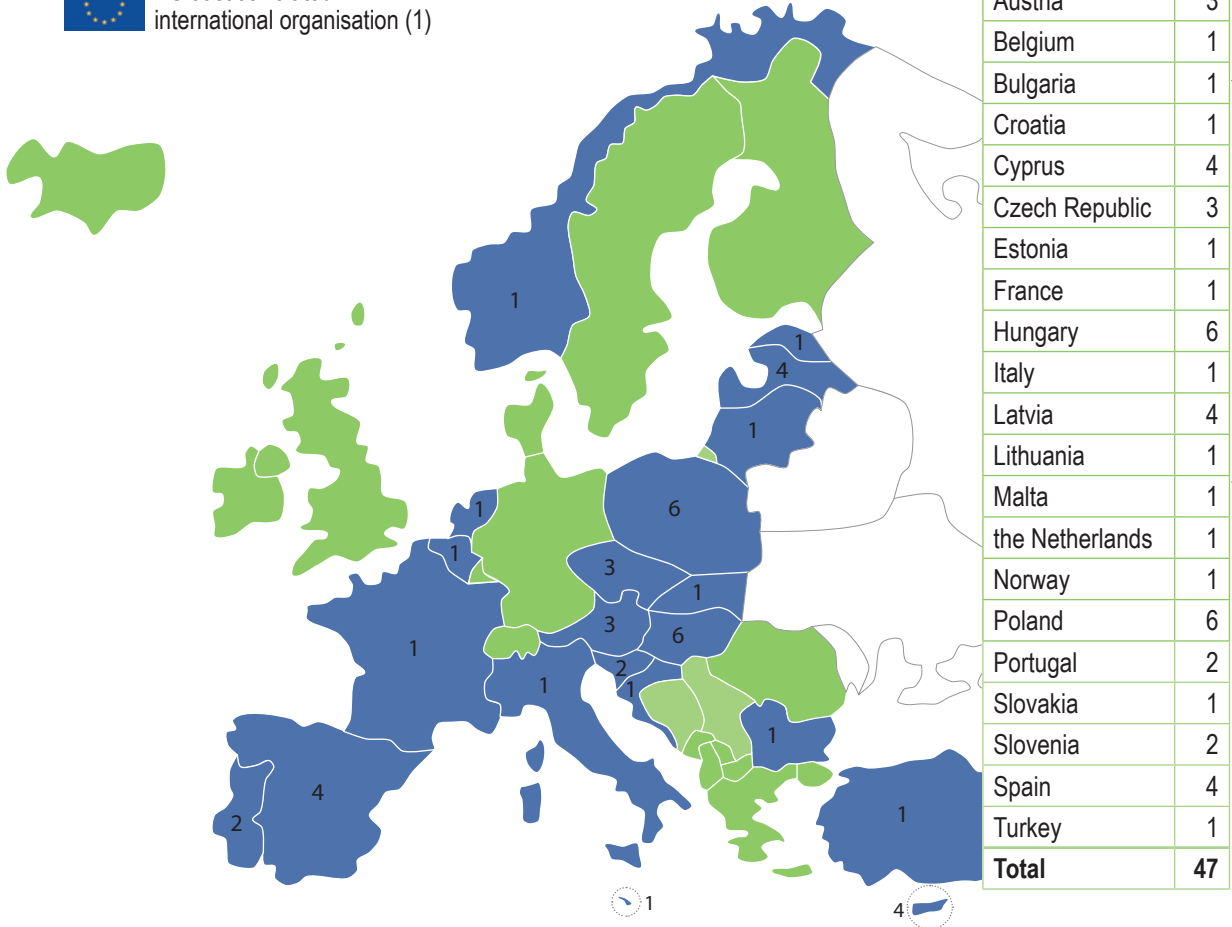 international organisation (1)
Austria 3
Belgium 1
Bulgaria 1
Croatia 1
Cyprus 4
Czech Republic 3
Estonia 1
France 1
Hungary 6
Italy 1
Latvia 4
Lithuania 1
Malta 1
the Netherlands 1
Norway 1
Poland 6
Portugal 2
Slovakia 1
Slovenia 2
Spain 4
Turkey 1
Total 47
1
1
4
1
1
6
1
3
1
3
6
1
2
1
1
1
4
2
1
1
4